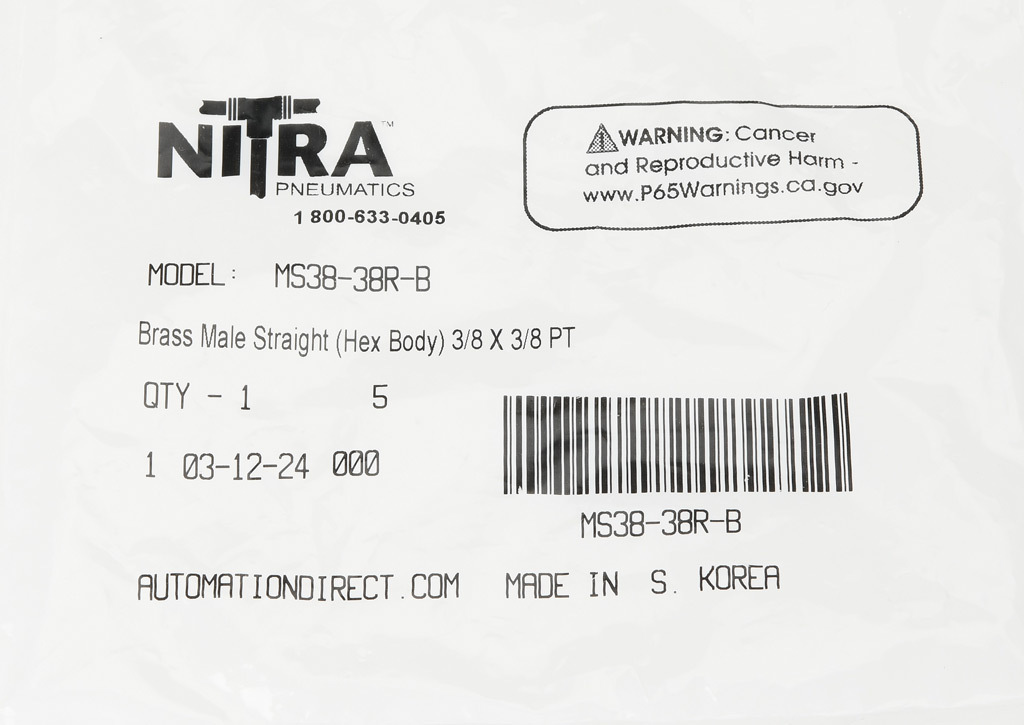 NITRA™
PNEUMATICS
1 800-633-0405
WARNING: Cancer
and Reproductive Harm -
www.P65Warnings.ca.gov
MODEL: MS38-38R-B
Brass Male Straight (Hex Body) 3/8 X 3/8 PT
QTY - 1 5
1 03-12-24 000
MS38-38R-B
AUTOMATIONDIRECT.COM MADE IN S. KOREA